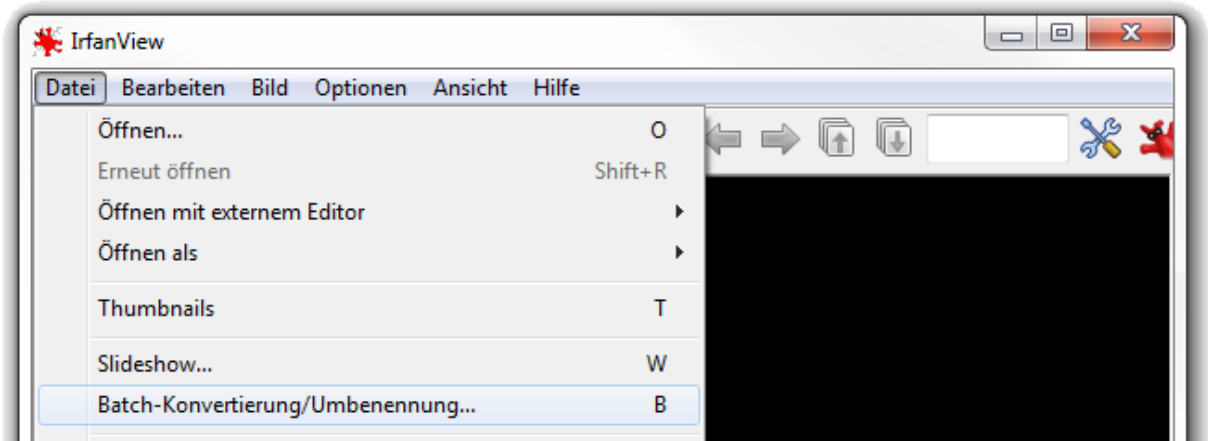 IrfanView
Datei Bearbeiten Bild Optionen Ansicht Hilfe
Öffnen... O
Erneut öffnen Shift+R
Öffnen mit externem Editor
Öffnen als
Thumbnails T
Slideshow... W
Batch-Konvertierung/Umbenennung... B